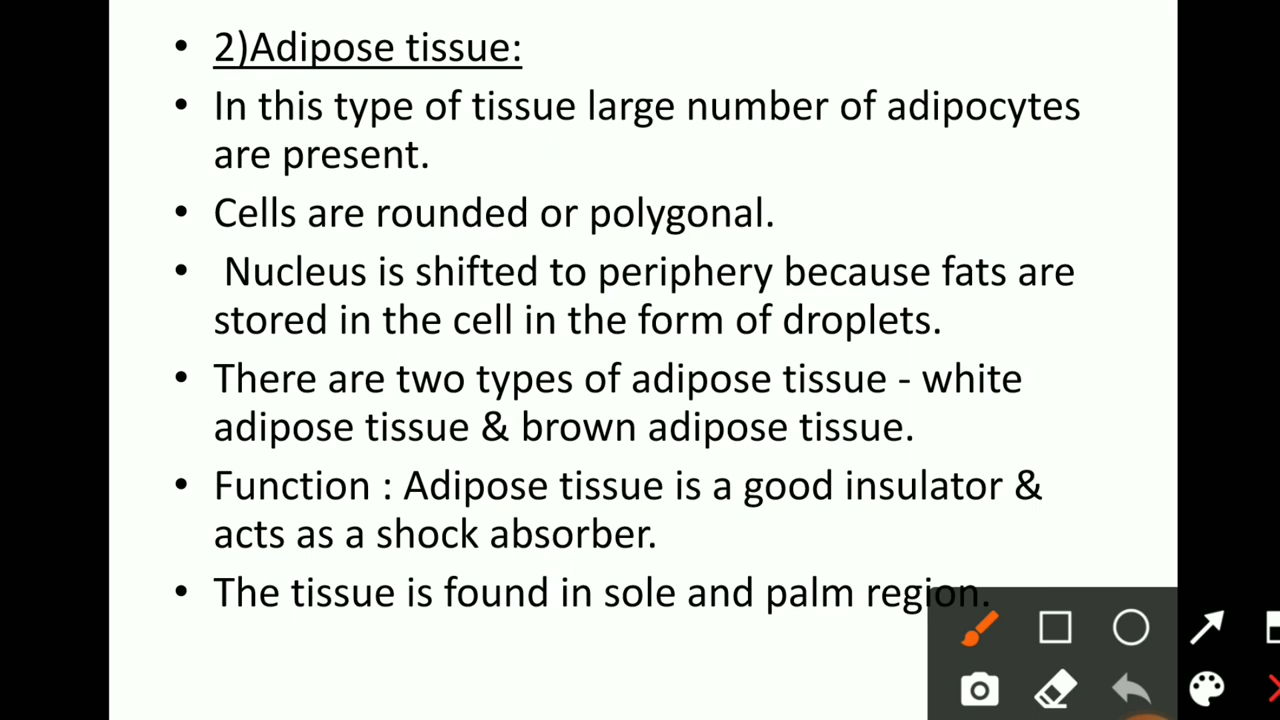 • 2)Adipose tissue:
• In this type of tissue large number of adipocytes
are present.
• Cells are rounded or polygonal.
• Nucleus is shifted to periphery because fats are
stored in the cell in the form of droplets.
• There are two types of adipose tissue - white
adipose tissue & brown adipose tissue.
• Function : Adipose tissue is a good insulator &
acts as a shock absorber.
• The tissue is found in sole and palm region.